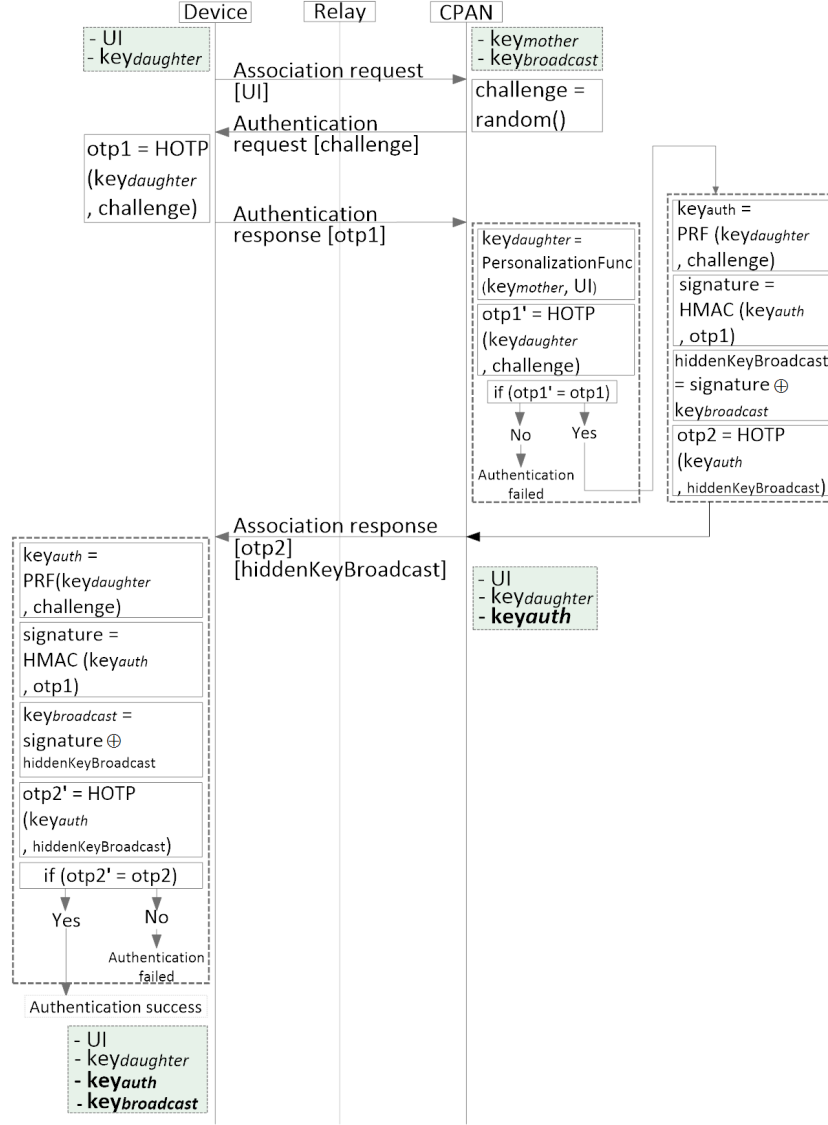 Device
Relay
CPAN
- UI
- keydaughter
- keymother
- keybroadcast
Association request
[UI]
challenge =
random()
Authentication
request [challenge]
otp1 = HOTP
(keydaughter
, challenge)
Authentication
response [otp1]
keydaughter =
PersonalizationFunc
(keymother, UI)
otp1' = HOTP
(keydaughter
, challenge)
if (otp1' = otp1)
No
Yes
Authentication
failed
keyauth =
PRF (keydaughter
, challenge)
signature =
HMAC (keyauth
, otp1)
hiddenKeyBroadcast
= signature ⊕
keybroadcast
otp2 = HOTP
(keyauth
, hiddenKeyBroadcast)
Association response
[otp2]
[hiddenKeyBroadcast]
- UI
- keydaughter
- keyauth
keyauth =
PRF(keydaughter
, challenge)
signature =
HMAC (keyauth
, otp1)
keybroadcast =
signature ⊕
hiddenKeyBroadcast
otp2' = HOTP
(keyauth
, hiddenKeyBroadcast)
if (otp2' = otp2)
Yes
No
Authentication
failed
Authentication success
- UI
- keydaughter
- keyauth
- keybroadcast